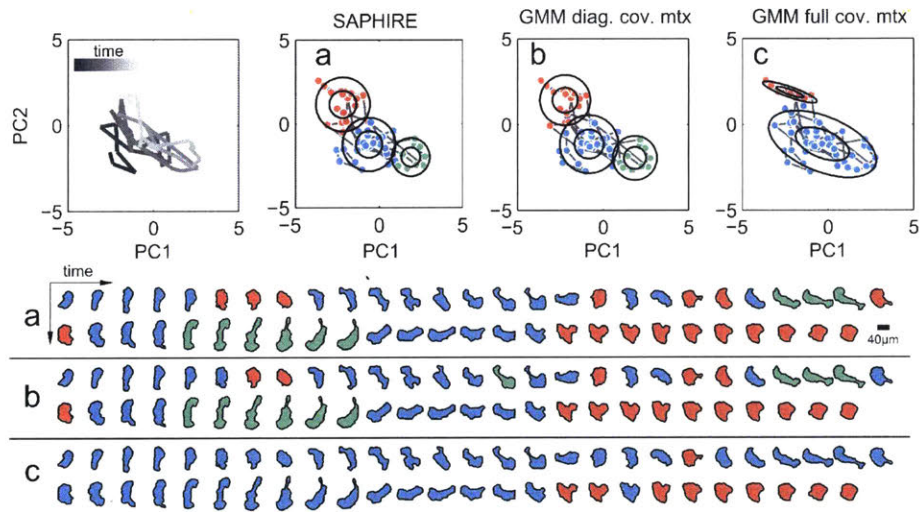 SAPHIRE GMM diag. cov. mtx GMM full cov. mtx
5 5 5 5
time a b c
PC2 0 0 0 0
−5 −5 −5 −5
−5 0 5 −5 0 5 −5 0 5 −5 0 5
PC1 PC1 PC1 PC1
time
a
40µm
b
c